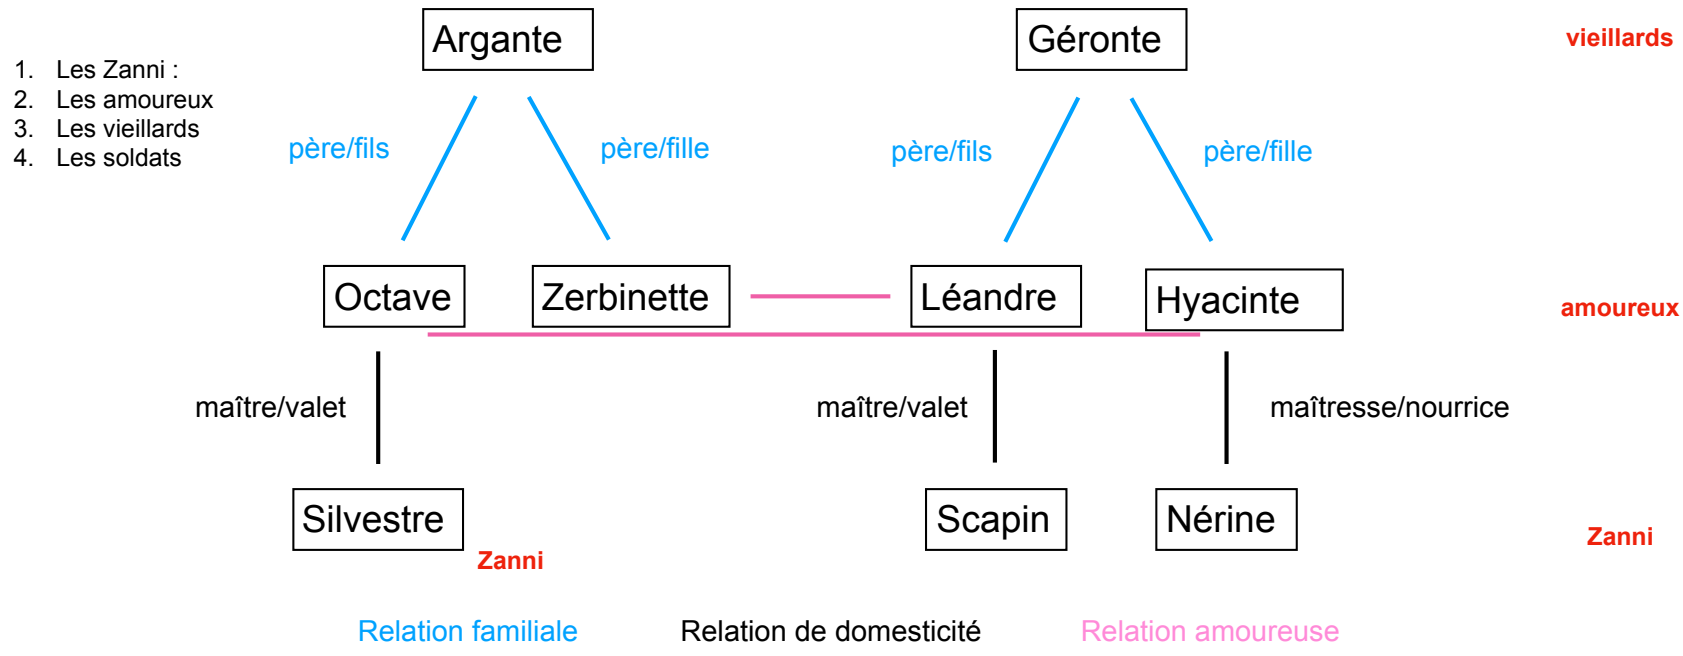 Argante
Géronte
vieillards
1. Les Zanni :
2. Les amoureux
3. Les vieillards
4. Les soldats
père/fils
père/fille
père/fils
père/fille
Octave
Zerbinette
Léandre
Hyacinte
amoureux
maître/valet
maître/valet
maîtresse/nourrice
Silvestre
Scapin
Nérine
Zanni
Zanni
Relation familiale
Relation de domesticité
Relation amoureuse